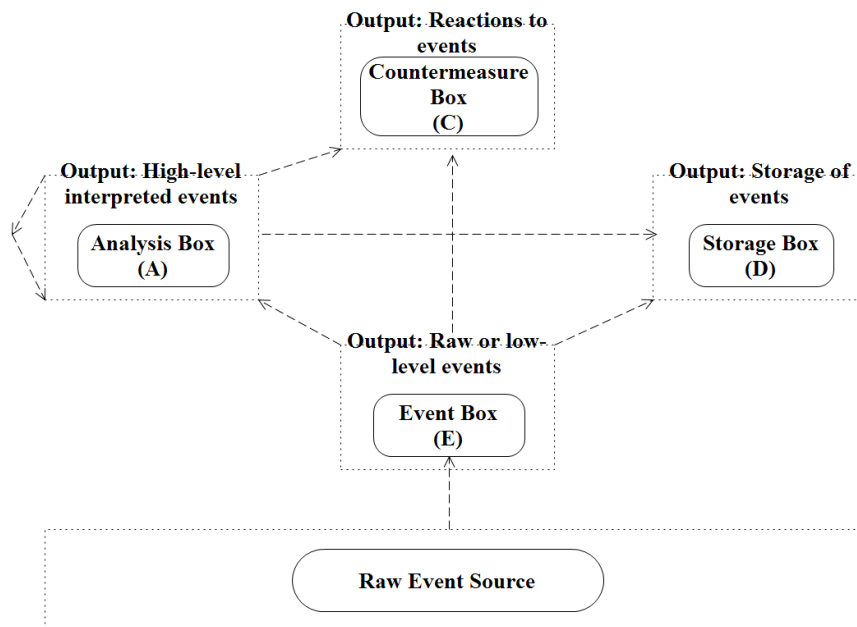 Output: Reactions to
events
Countermeasure
Box
(C)
Output: High-level
interpreted events
Analysis Box
(A)
Output: Storage of
events
Storage Box
(D)
Output: Raw or low-
level events
Event Box
(E)
Raw Event Source